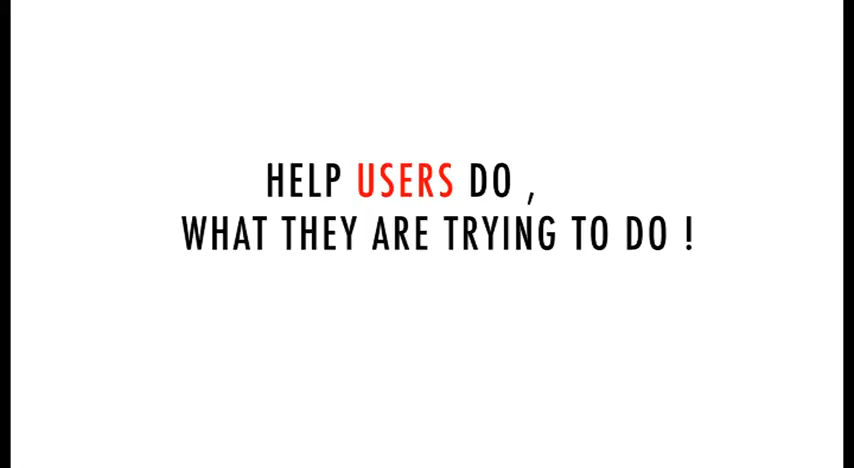 HELP USERS DO ,
WHAT THEY ARE TRYING TO DO !